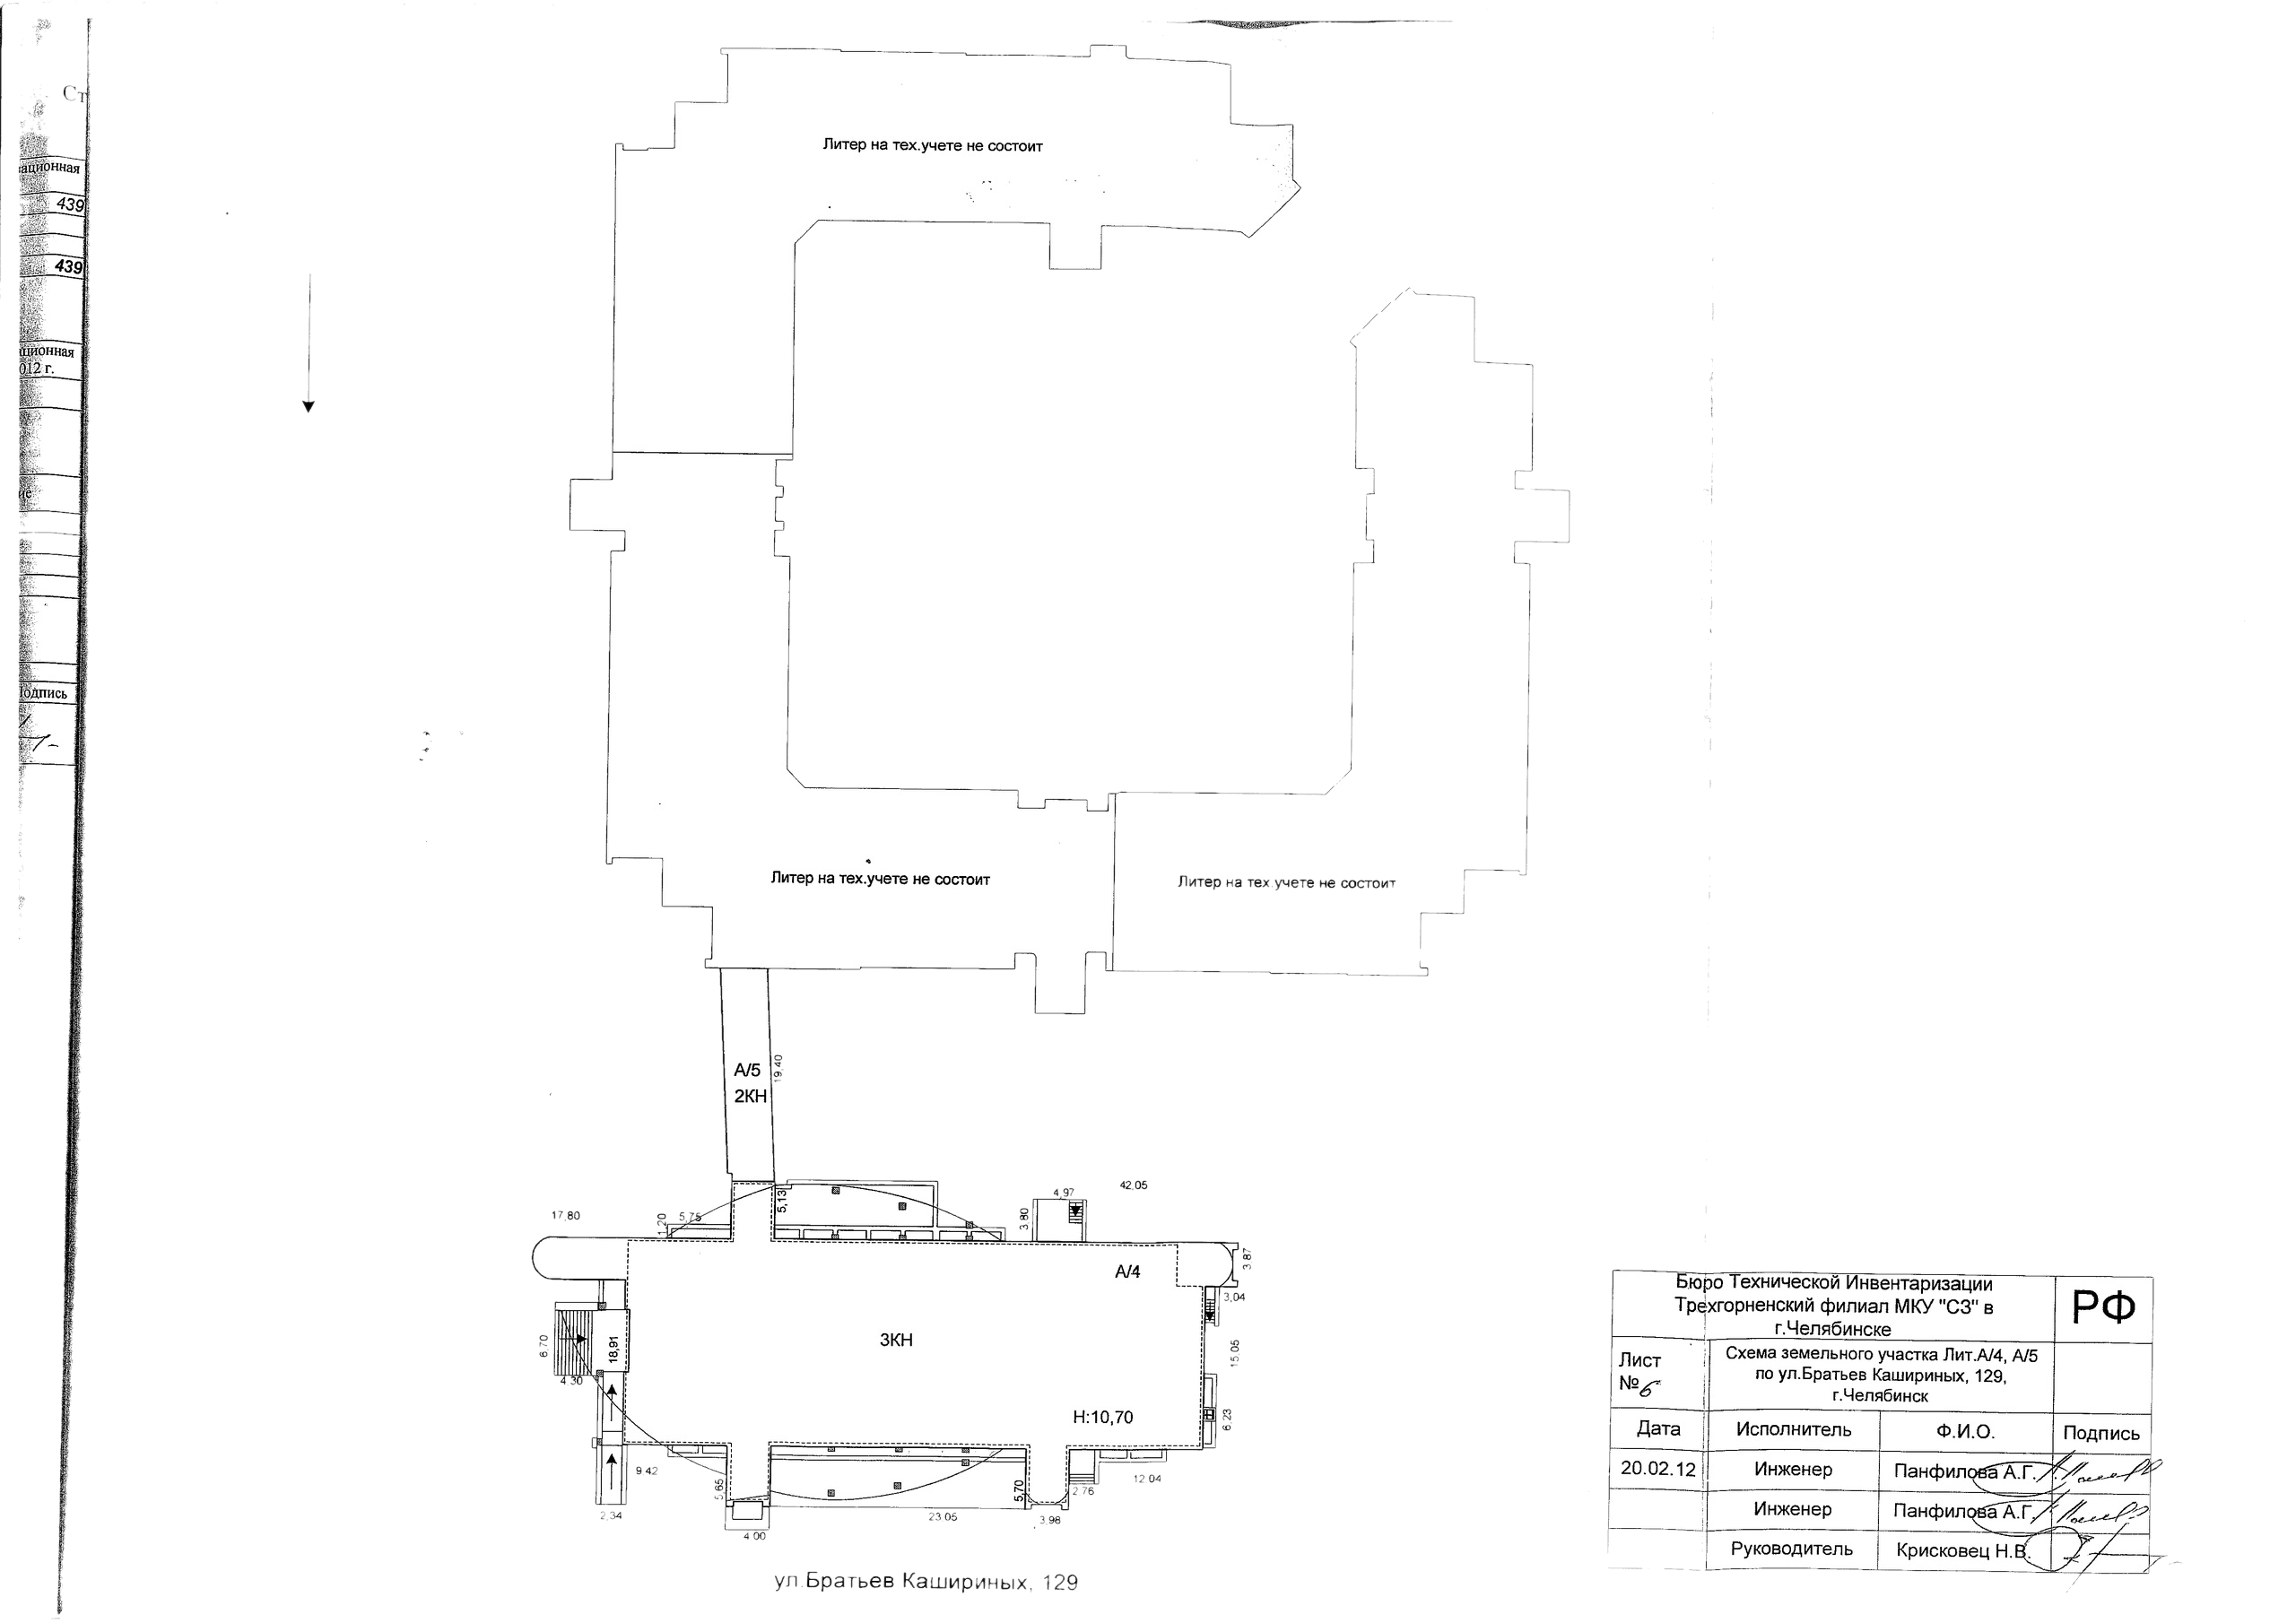 Ст
ационная
439
439
ационная
012 г.
ие
одпись
Литер на тех.учете не состоит
Литер на тех.учете не состоит
Литер на тех.учете не состоит
А/5
2КН
19,40
5,13
4,97
42,05
17,80
1,20
5,75
3,80
А/4
3,87
3,04
3КН
6,70
18,91
15,05
4,30
Н:10,70
6,23
9,42
5,65
5,70
2,76
12,04
2,34
4,00
23,05
3,98
ул.Братьев Кашириных, 129
Бюро Технической Инвентаризации
Трехгорненский филиал МКУ "СЗ" в
г.Челябинске
РФ
Лист
№6
Схема земельного участка Лит.А/4, А/5
по ул.Братьев Кашириных, 129,
г.Челябинск
Дата Исполнитель Ф.И.О. Подпись
20.02.12 Инженер Панфилова А.Г.
Инженер Панфилова А.Г.
Руководитель Крисковец Н.В.